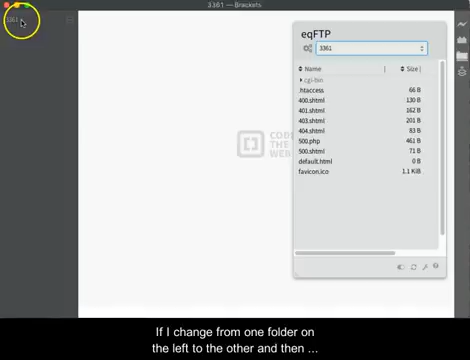 3361 — Brackets
3361
eqFTP
3361
Name Size
cgi-bin
.htaccess 66 B
400.shtml 130 B
401.shtml 162 B
403.shtml 201 B
404.shtml 83 B
500.php 461 B
500.shtml 71 B
default.html 0 B
favicon.ico 1.1 KiB
CODE
THE
WEB
If I change from one folder on
the left to the other and then ...